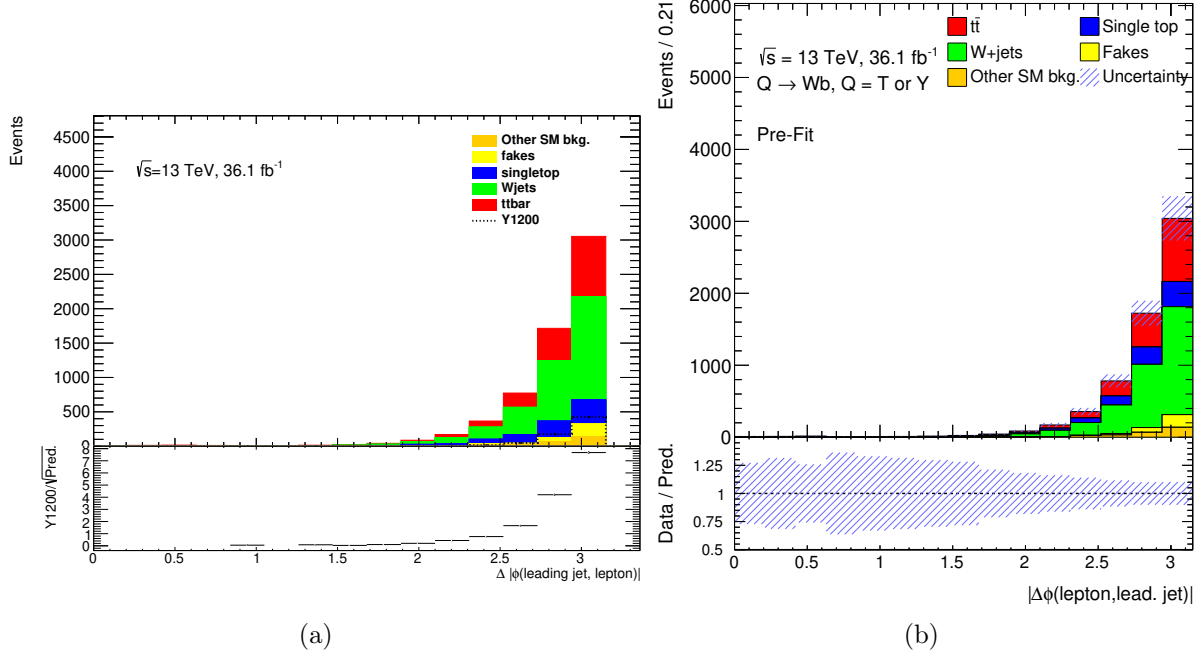 Events
4500
4000
3500
3000
2500
2000
1500
1000
500
0
√s=13 TeV, 36.1 fb⁻¹
Other SM bkg.
fakes
singletop
Wjets
ttbar
Y1200
Y1200/√Pred.
8
7
6
5
4
3
2
1
0
0 0.5 1 1.5 2 2.5 3
Δ |ϕ(leading jet, lepton)|
(a)
Events / 0.21
6000
5000
4000
3000
2000
1000
0
tt̄ Single top
W+jets Fakes
Other SM bkg. Uncertainty
√s = 13 TeV, 36.1 fb⁻¹
Q → Wb, Q = T or Y
Pre-Fit
Data / Pred.
1.25
1
0.75
0.5
0 0.5 1 1.5 2 2.5 3
|Δϕ(lepton,lead. jet)|
(b)